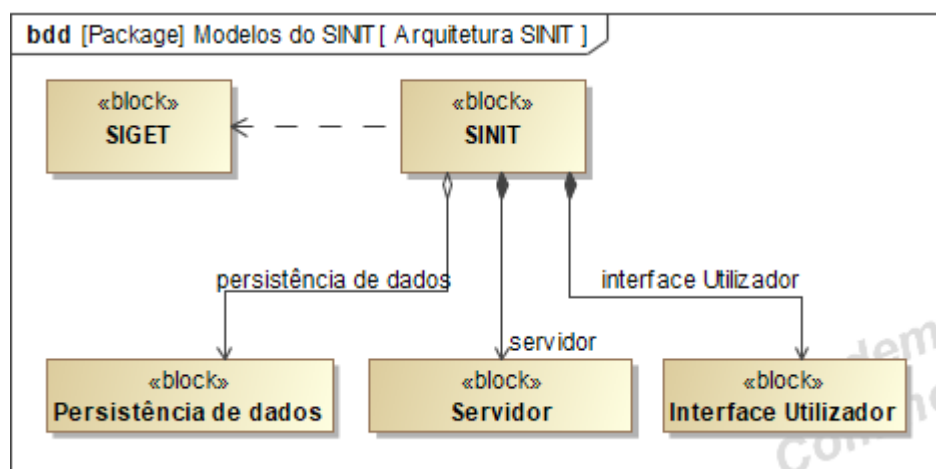 bdd [Package] Modelos do SINIT [ Arquitetura SINIT ]
«block»
SIGET
«block»
SINIT
persistência de dados
interface Utilizador
servidor
«block»
Persistência de dados
«block»
Servidor
«block»
Interface Utilizador